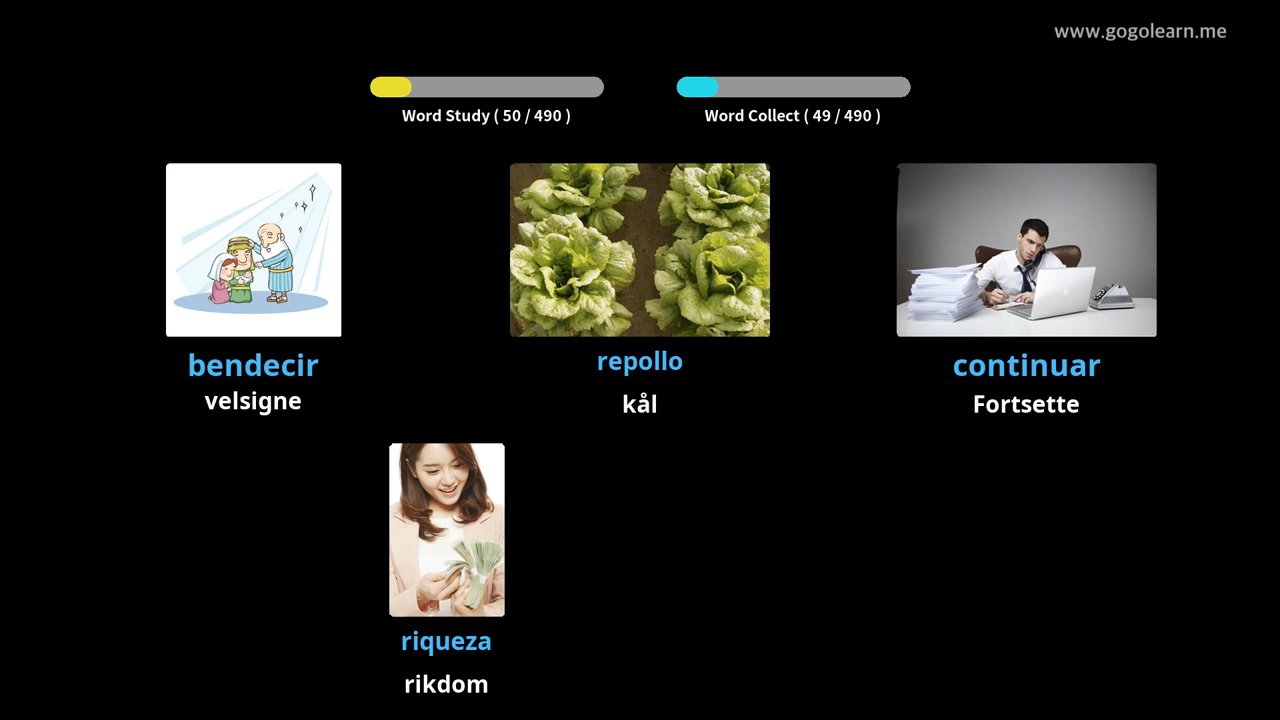 www.gogolearn.me
Word Study ( 50 / 490 )
Word Collect ( 49 / 490 )
bendecir
velsigne
repollo
kål
continuar
Fortsette
riqueza
rikdom